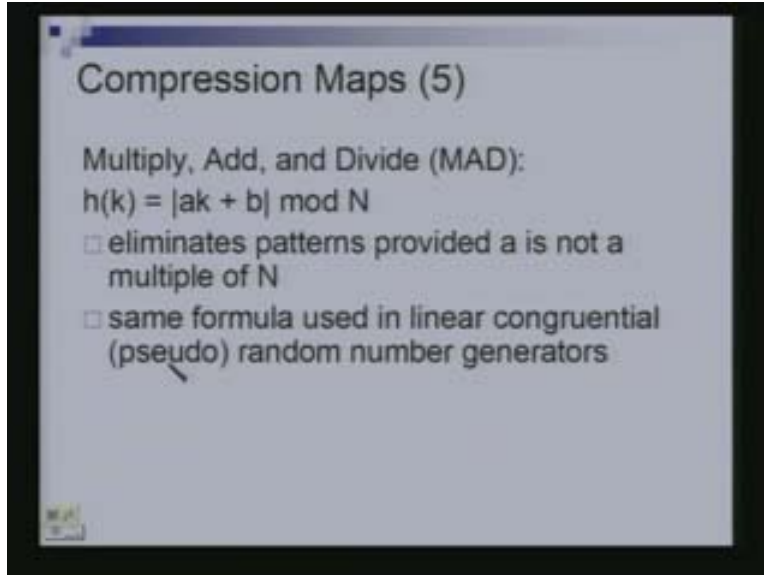 Compression Maps (5)
Multiply, Add, and Divide (MAD):
h(k) = |ak + b| mod N
□ eliminates patterns provided a is not a
multiple of N
□ same formula used in linear congruential
(pseudo) random number generators